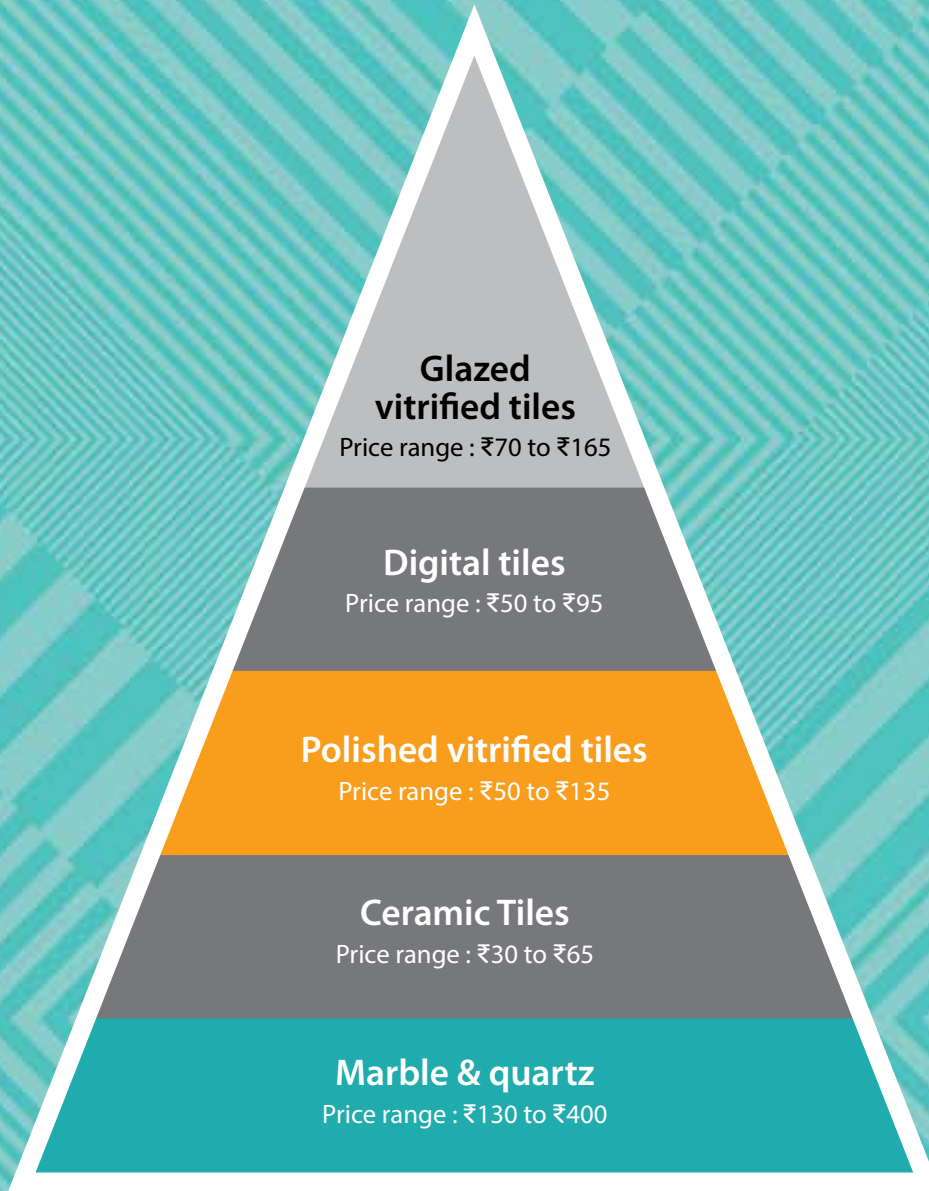 Glazed
vitrified tiles
Price range : ₹70 to ₹165
Digital tiles
Price range : ₹50 to ₹95
Polished vitrified tiles
Price range : ₹50 to ₹135
Ceramic Tiles
Price range : ₹30 to ₹65
Marble & quartz
Price range : ₹130 to ₹400